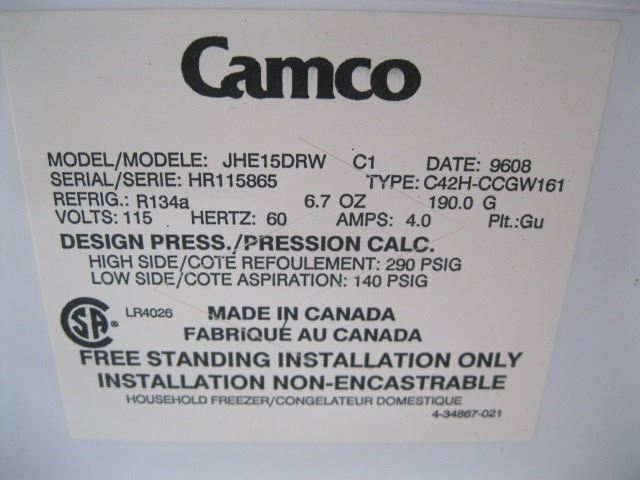 Camco
MODEL/MODELE: JHE15DRW C1 DATE: 9608
SERIAL/SERIE: HR115865 TYPE: C42H-CCGW161
REFRIG.: R134a 6.7 OZ 190.0 G
VOLTS: 115 HERTZ: 60 AMPS: 4.0 Plt.:Gu
DESIGN PRESS./PRESSION CALC.
HIGH SIDE/COTE REFOULEMENT: 290 PSIG
LOW SIDE/COTE ASPIRATION: 140 PSIG
SA ® LR4026 MADE IN CANADA
FABRIQUÉ AU CANADA
FREE STANDING INSTALLATION ONLY
INSTALLATION NON-ENCASTRABLE
HOUSEHOLD FREEZER/CONGELATEUR DOMESTIQUE
4-34867-021